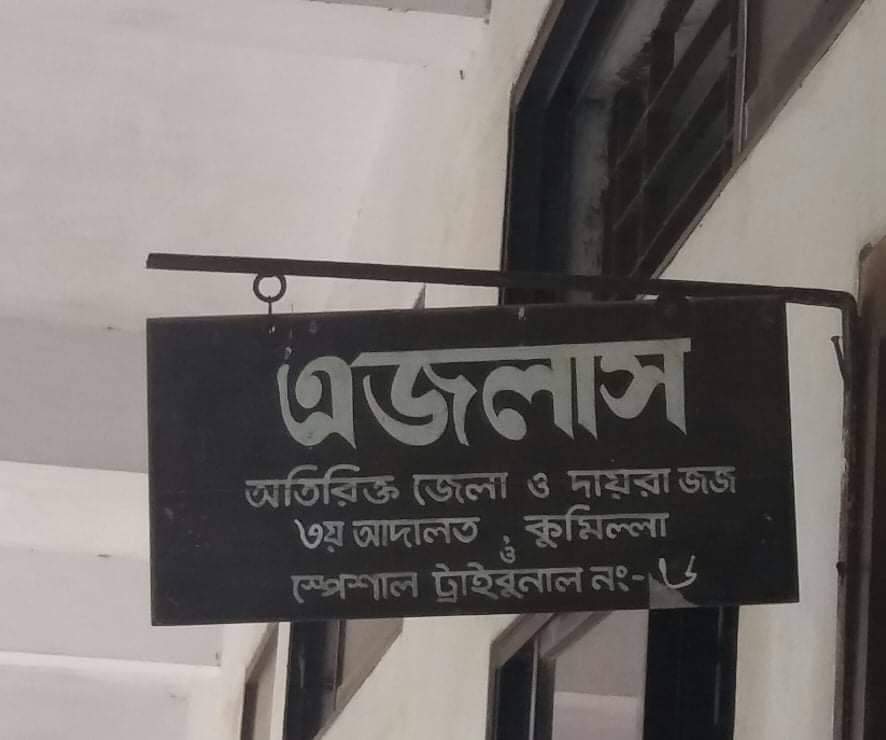 এজলাস
অতিরিক্ত জেলা ও দায়রা জজ
৩য় আদালত , কুমিল্লা
ও
স্পেশাল ট্রাইবুনাল নং-৬